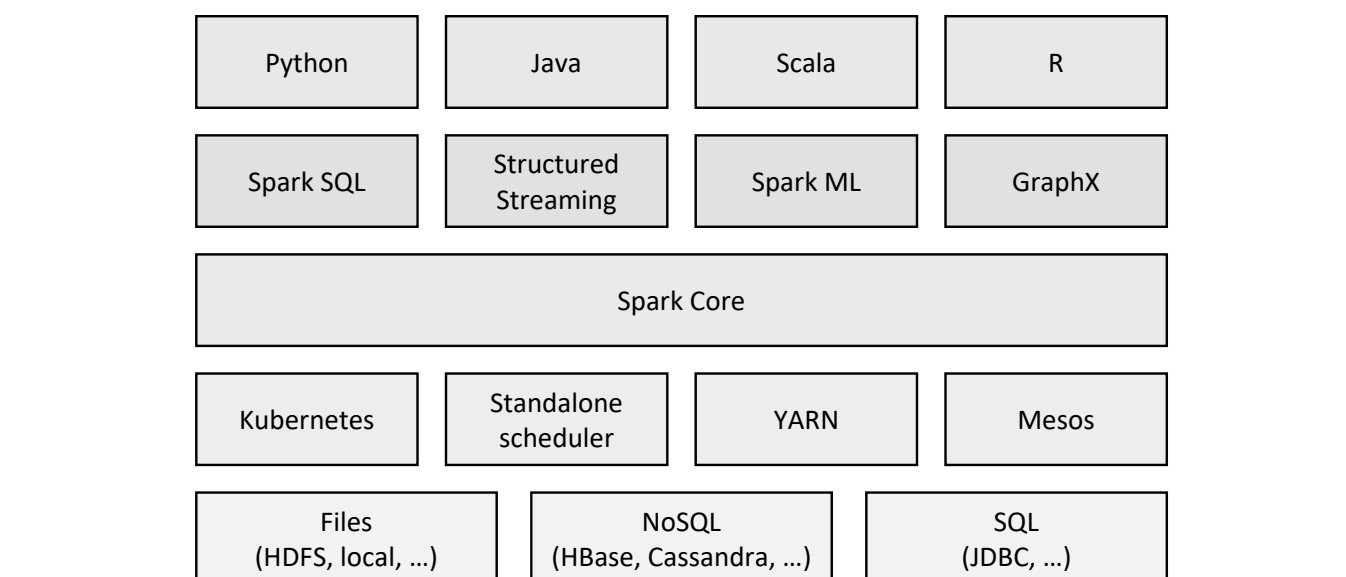 Python
Java
Scala
R
Spark SQL
Structured
Streaming
Spark ML
GraphX
Spark Core
Kubernetes
Standalone
scheduler
YARN
Mesos
Files
(HDFS, local, …)
NoSQL
(HBase, Cassandra, …)
SQL
(JDBC, …)